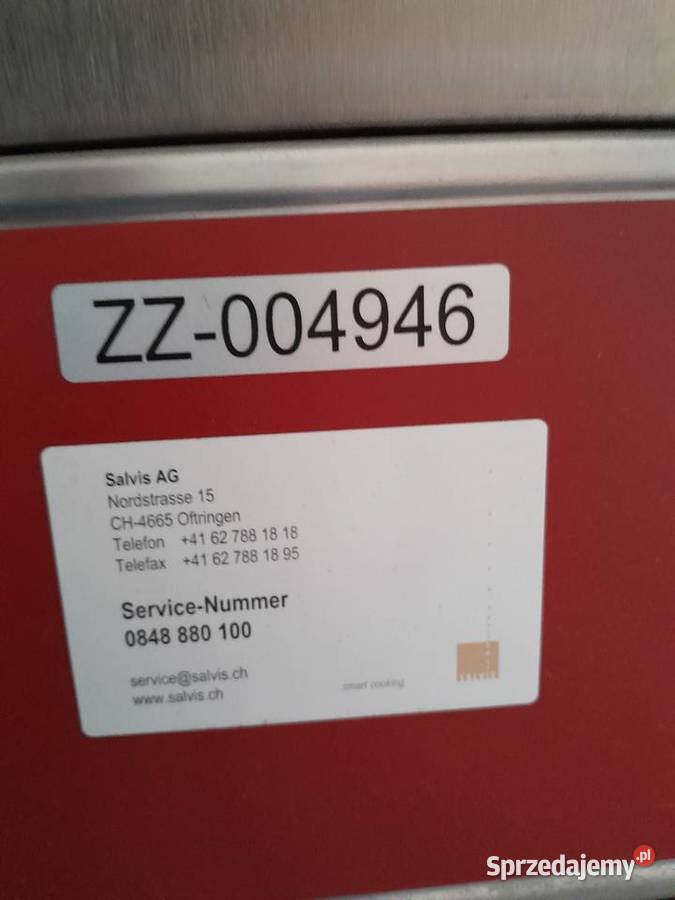 ZZ-004946
Salvis AG
Nordstrasse 15
CH-4665 Oftringen
Telefon +41 62 788 18 18
Telefax +41 62 788 18 95
Service-Nummer
0848 880 100
service@salvis.ch
www.salvis.ch
smart cooking
Sprzedajemy.pl